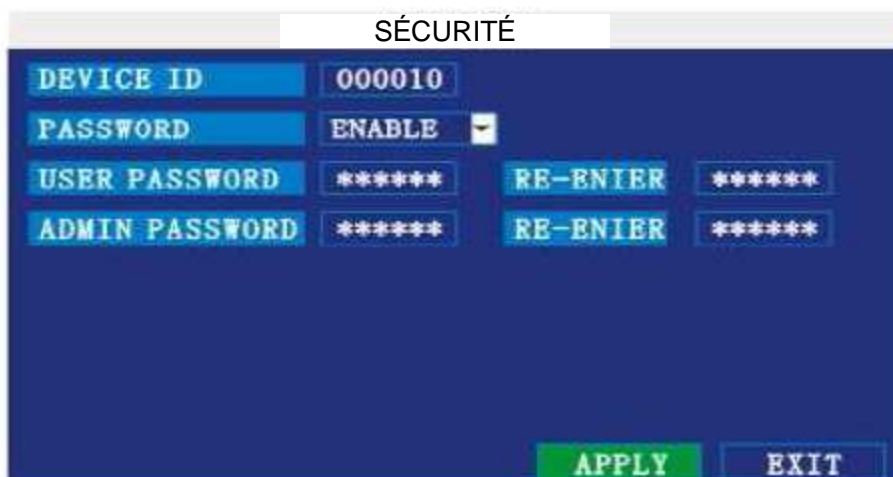 SÉCURITÉ
DEVICE ID 000010
PASSWORD ENABLE
USER PASSWORD ****** RE-ENIER ******
ADMIN PASSWORD ****** RE-ENIER ******
APPLY EXIT